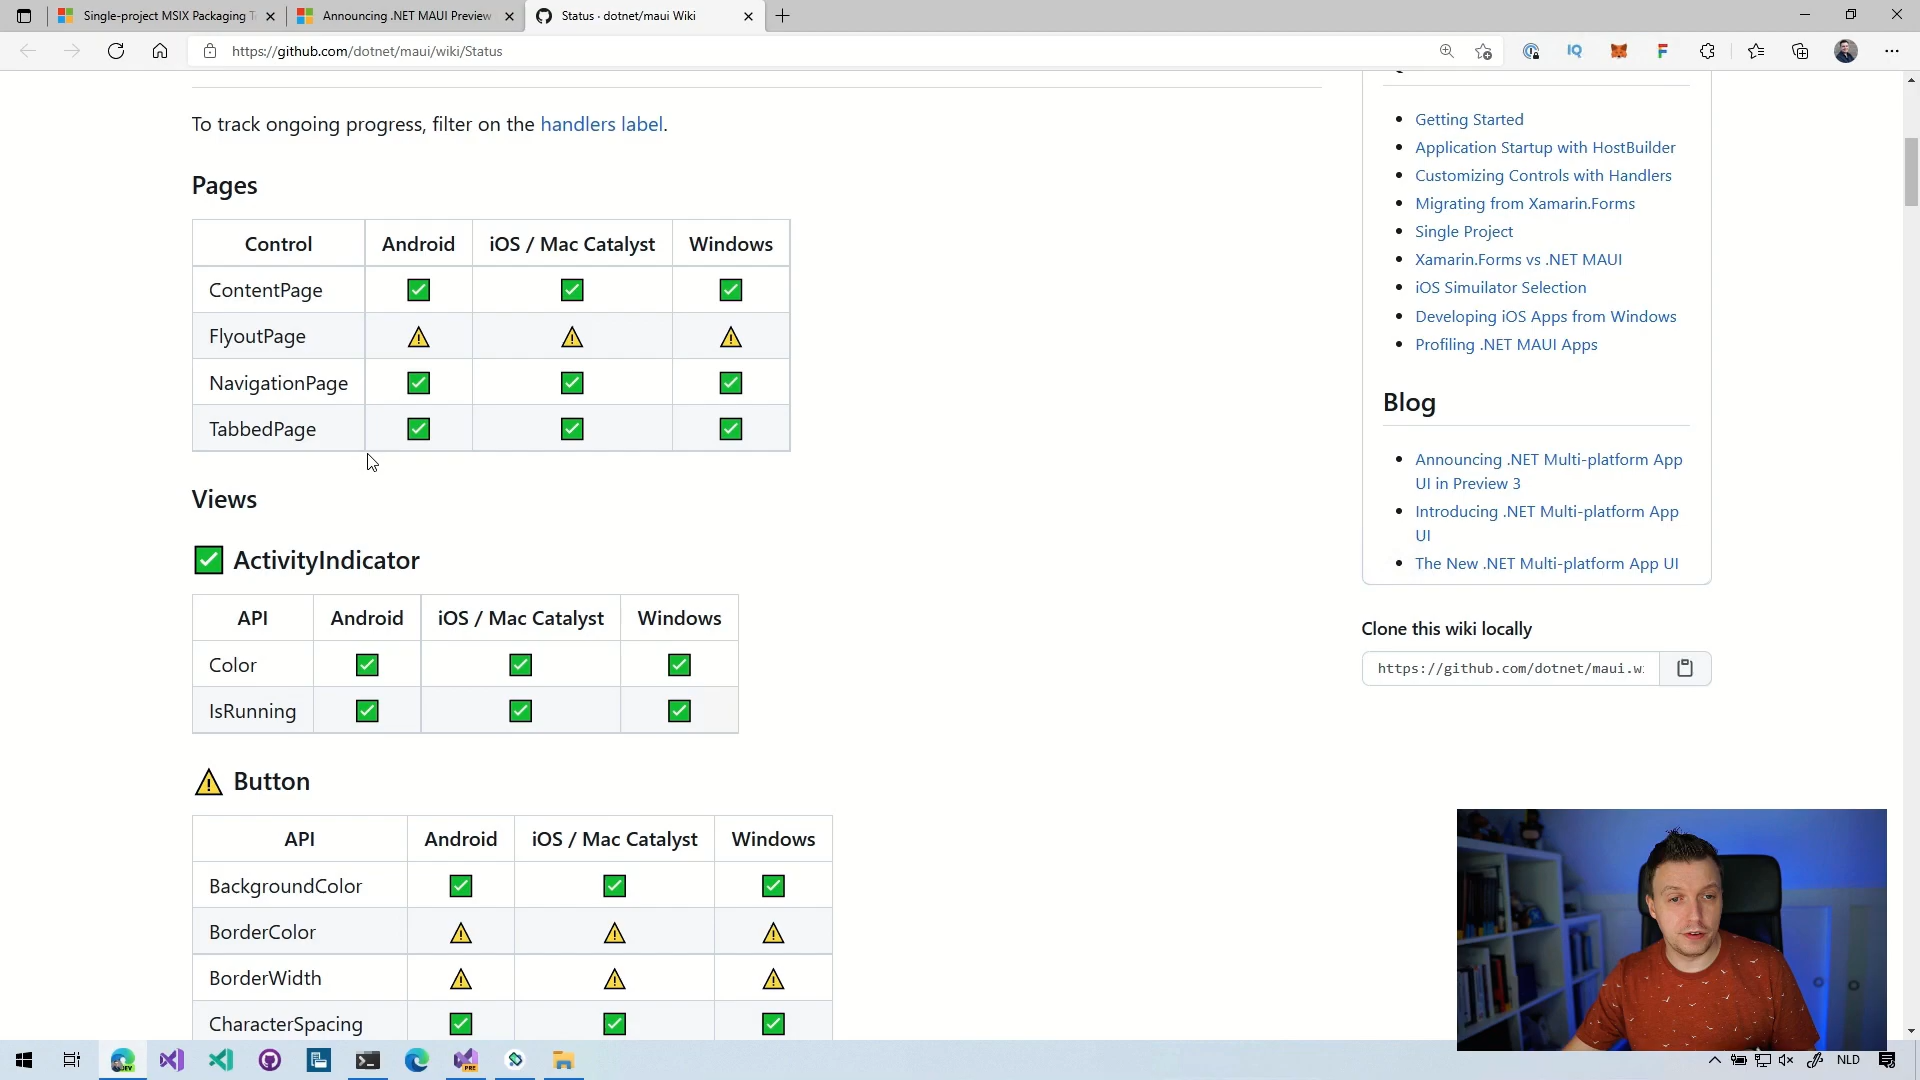 Single-project MSIX Packaging T
Announcing .NET MAUI Preview
Status · dotnet/maui Wiki
https://github.com/dotnet/maui/wiki/Status
To track ongoing progress, filter on the handlers label.
Pages
Control Android iOS / Mac Catalyst Windows
ContentPage
FlyoutPage
NavigationPage
TabbedPage
Views
ActivityIndicator
API Android iOS / Mac Catalyst Windows
Color
IsRunning
Button
API Android iOS / Mac Catalyst Windows
BackgroundColor
BorderColor
BorderWidth
CharacterSpacing
Getting Started
Application Startup with HostBuilder
Customizing Controls with Handlers
Migrating from Xamarin.Forms
Single Project
Xamarin.Forms vs .NET MAUI
iOS Simuilator Selection
Developing iOS Apps from Windows
Profiling .NET MAUI Apps
Blog
Announcing .NET Multi-platform App
UI in Preview 3
Introducing .NET Multi-platform App
UI
The New .NET Multi-platform App UI
Clone this wiki locally
https://github.com/dotnet/maui.w
NLD